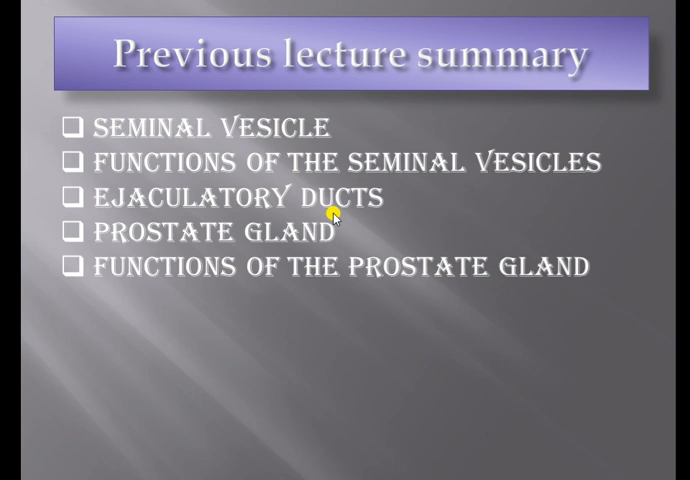 Previous lecture summary
SEMINAL VESICLE
FUNCTIONS OF THE SEMINAL VESICLES
EJACULATORY DUCTS
PROSTATE GLAND
FUNCTIONS OF THE PROSTATE GLAND